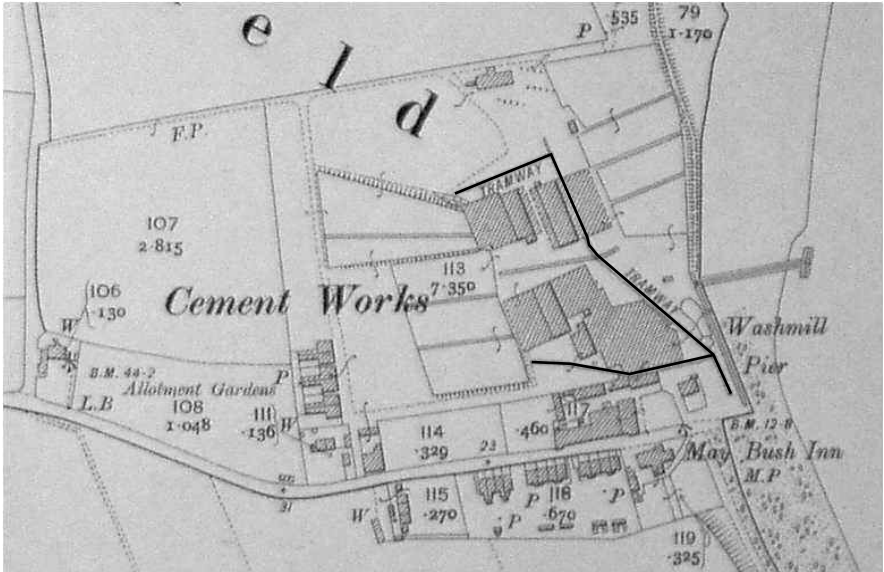 e
l
d
535
79
1·170
P
F.P.
TRAMWAY
107
2·815
113
7·350
TRAMWAY
106
·130
Cement Works
Washmill
W
Pier
B.M. 44·2
Allotment Gardens
P
L.B
108
1·048
111
·136
W
117
·460
114
·329
23
B.M. 12·8
May Bush Inn
M.P
31
W
115
·270
P
118
·670
P
P
119
·325